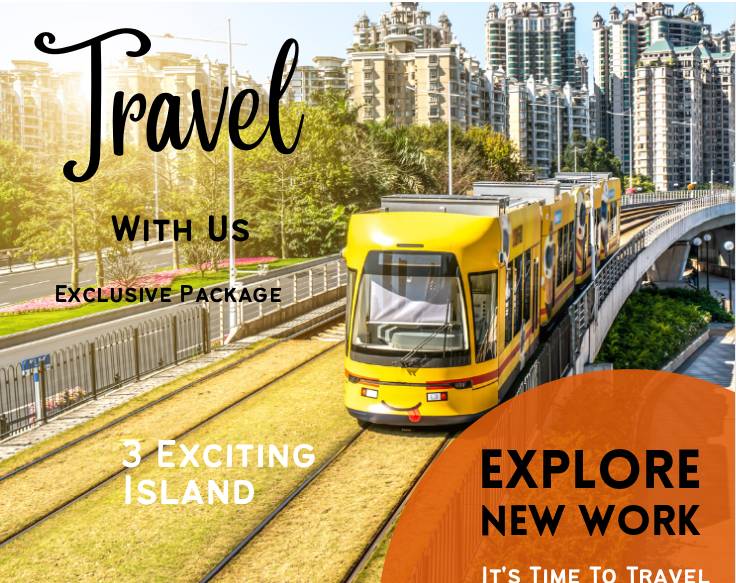 Travel
With Us
Exclusive Package
3 Exciting
Island
EXPLORE
NEW WORK
It's Time To Travel